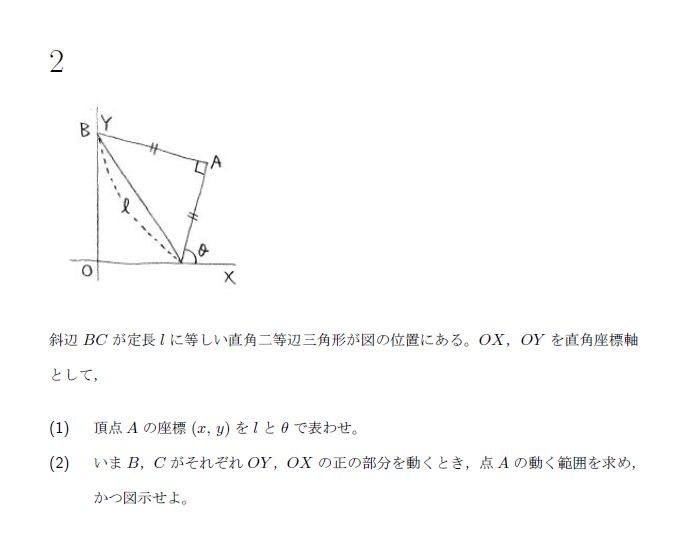 2
B Y
A
l
θ
O
X
斜辺 BC が定長 l に等しい直角二等辺三角形が図の位置にある。OX，OY を直角座標軸
として，
(1) 頂点 A の座標 (x, y) を l と θ で表わせ。
(2) いま B，C がそれぞれ OY，OX の正の部分を動くとき，点 A の動く範囲を求め，
かつ図示せよ。